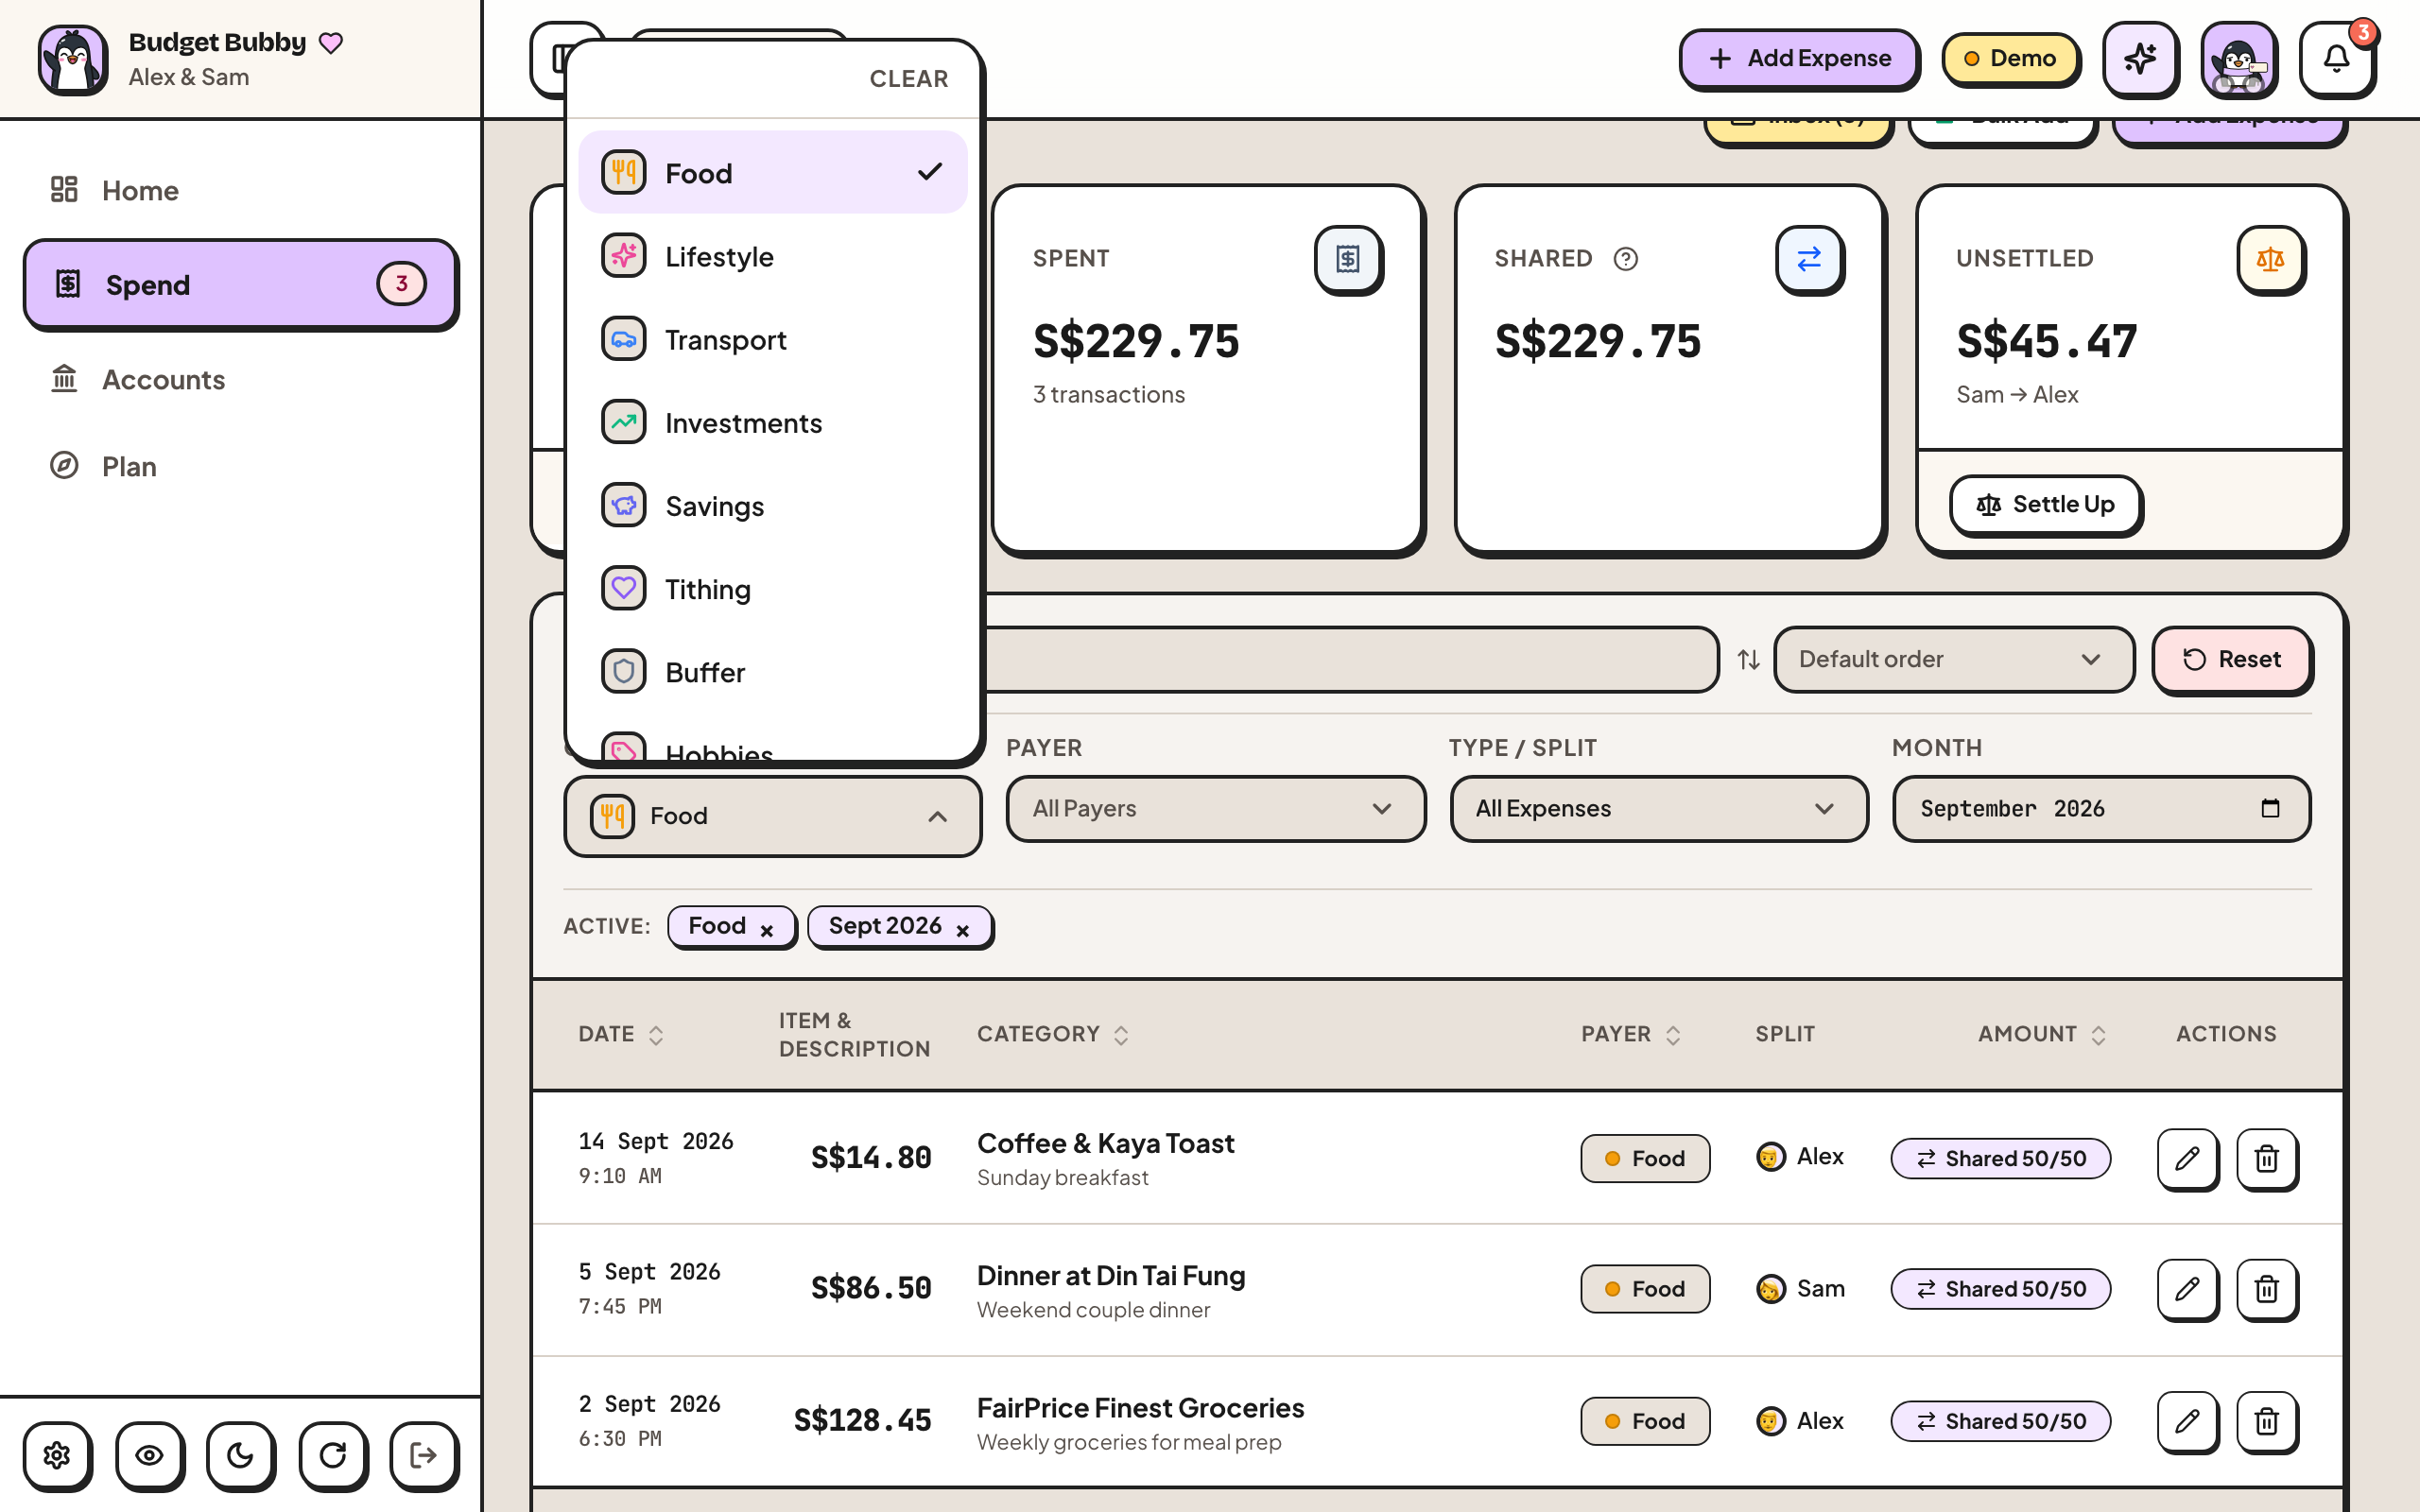 Budget Bubby
Alex & Sam
Home
Spend
3
Accounts
Plan
Add Expense
Demo
3
CLEAR
Food
Lifestyle
Transport
Investments
Savings
Tithing
Buffer
Hobbies
SPENT
S$229.75
3 transactions
SHARED
S$229.75
UNSETTLED
S$45.47
Sam → Alex
Settle Up
Default order
Reset
PAYER
TYPE / SPLIT
MONTH
Food
All Payers
All Expenses
September 2026
ACTIVE:
Food ×
Sept 2026 ×
DATE
ITEM & DESCRIPTION
CATEGORY
PAYER
SPLIT
AMOUNT
ACTIONS
14 Sept 2026
9:10 AM
S$14.80
Coffee & Kaya Toast
Sunday breakfast
Food
Alex
Shared 50/50
5 Sept 2026
7:45 PM
S$86.50
Dinner at Din Tai Fung
Weekend couple dinner
Food
Sam
Shared 50/50
2 Sept 2026
6:30 PM
S$128.45
FairPrice Finest Groceries
Weekly groceries for meal prep
Food
Alex
Shared 50/50